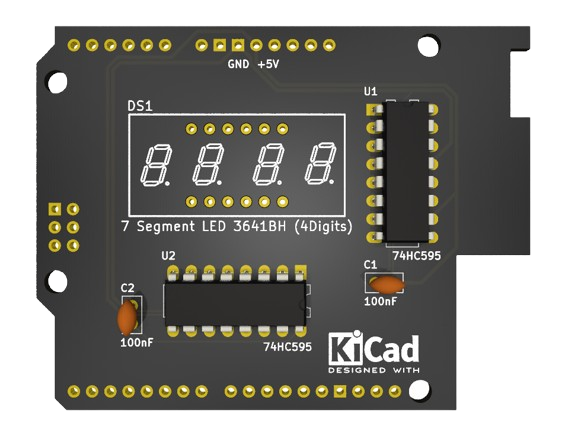 GND +5V
U1
DS1
7 Segment LED 3641BH (4Digits)
74HC595
U2
C1
C2
100nF
100nF
74HC595
KiCad
DESIGNED WITH